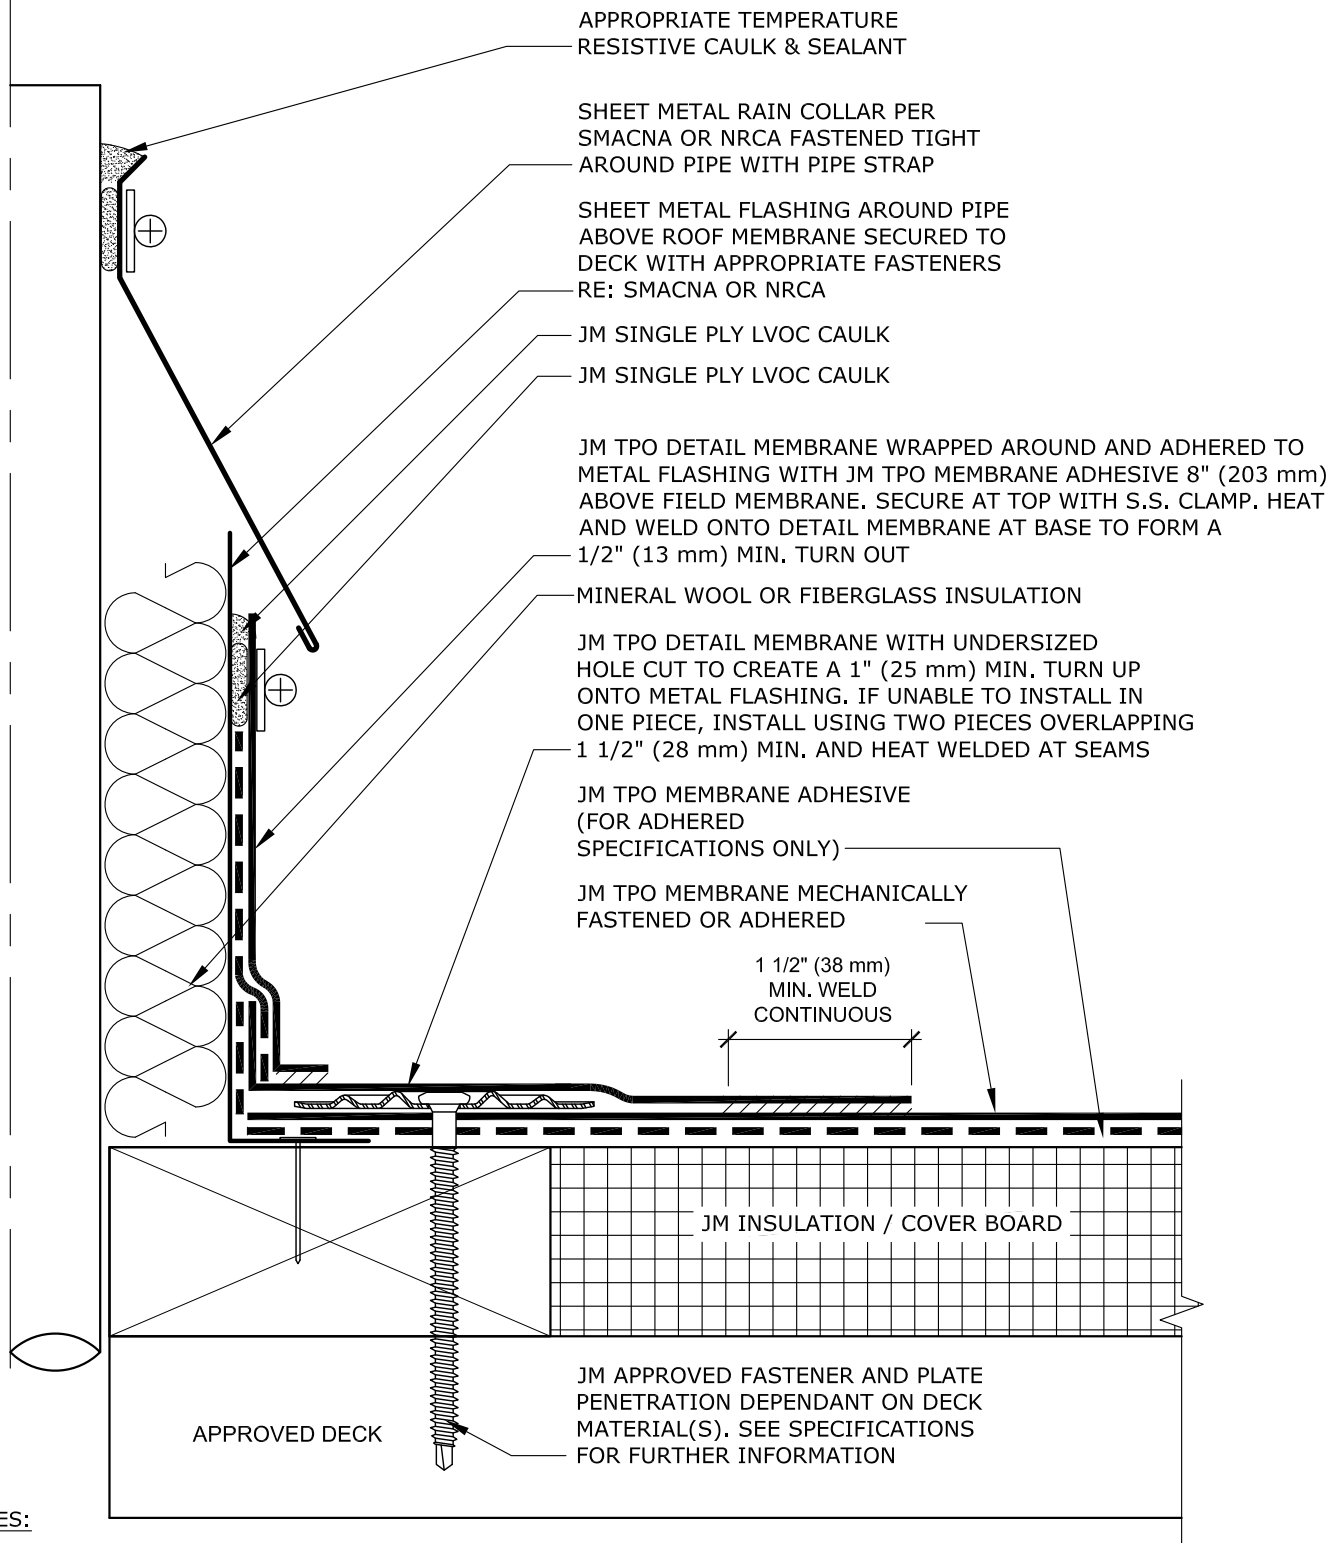 APPROPRIATE TEMPERATURE
RESISTIVE CAULK & SEALANT
SHEET METAL RAIN COLLAR PER
SMACNA OR NRCA FASTENED TIGHT
AROUND PIPE WITH PIPE STRAP
SHEET METAL FLASHING AROUND PIPE
ABOVE ROOF MEMBRANE SECURED TO
DECK WITH APPROPRIATE FASTENERS
RE: SMACNA OR NRCA
JM SINGLE PLY LVOC CAULK
JM SINGLE PLY LVOC CAULK
JM TPO DETAIL MEMBRANE WRAPPED AROUND AND ADHERED TO
METAL FLASHING WITH JM TPO MEMBRANE ADHESIVE 8" (203 mm)
ABOVE FIELD MEMBRANE. SECURE AT TOP WITH S.S. CLAMP. HEAT
AND WELD ONTO DETAIL MEMBRANE AT BASE TO FORM A
1/2" (13 mm) MIN. TURN OUT
MINERAL WOOL OR FIBERGLASS INSULATION
JM TPO DETAIL MEMBRANE WITH UNDERSIZED
HOLE CUT TO CREATE A 1" (25 mm) MIN. TURN UP
ONTO METAL FLASHING. IF UNABLE TO INSTALL IN
ONE PIECE, INSTALL USING TWO PIECES OVERLAPPING
1 1/2" (28 mm) MIN. AND HEAT WELDED AT SEAMS
JM TPO MEMBRANE ADHESIVE
(FOR ADHERED
SPECIFICATIONS ONLY)
JM TPO MEMBRANE MECHANICALLY
FASTENED OR ADHERED
1 1/2" (38 mm)
MIN. WELD
CONTINUOUS
JM INSULATION / COVER BOARD
JM APPROVED FASTENER AND PLATE
PENETRATION DEPENDANT ON DECK
MATERIAL(S). SEE SPECIFICATIONS
FOR FURTHER INFORMATION
APPROVED DECK
ES: